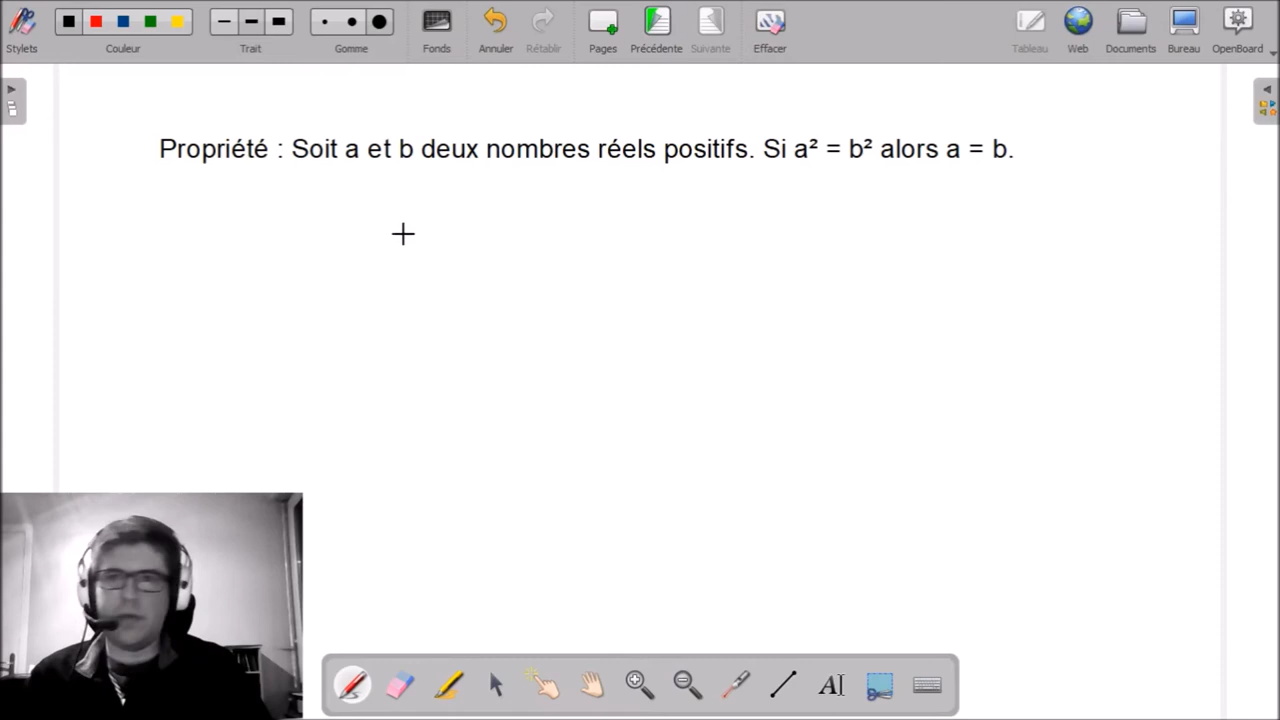 Stylets Couleur Trait Gomme Fonds Annuler Rétablir Pages Précédente Suivante Effacer Tableau Web Documents Bureau OpenBoard
Propriété : Soit a et b deux nombres réels positifs. Si a² = b² alors a = b.
AI